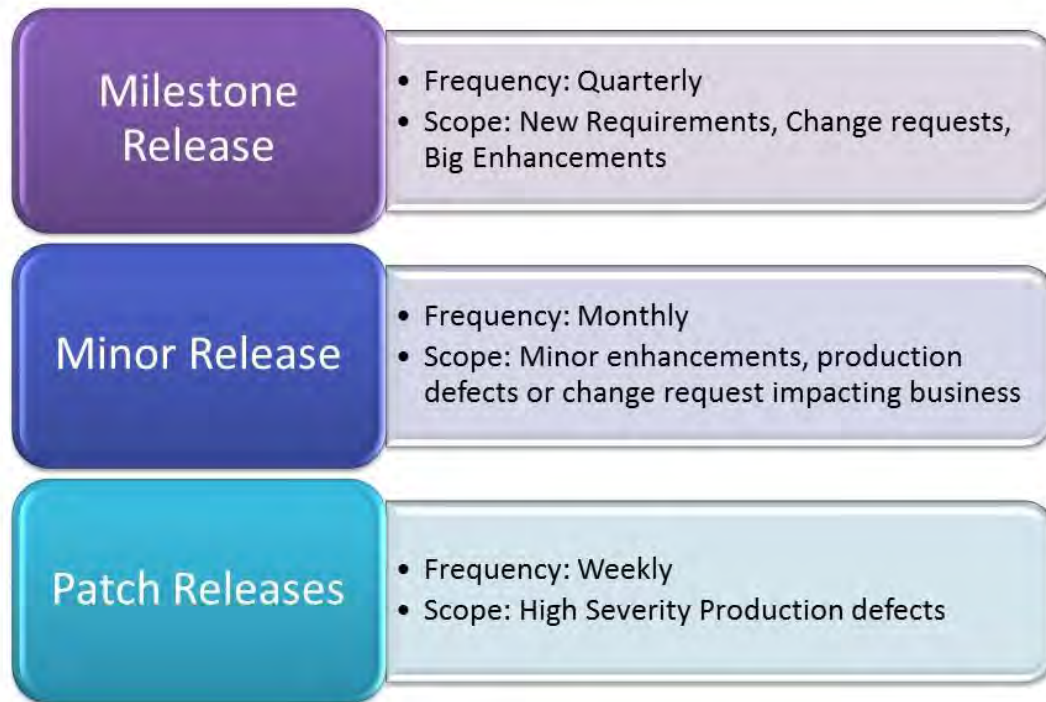 Milestone
Release
• Frequency: Quarterly
• Scope: New Requirements, Change requests,
Big Enhancements
Minor Release
• Frequency: Monthly
• Scope: Minor enhancements, production
defects or change request impacting business
Patch Releases
• Frequency: Weekly
• Scope: High Severity Production defects